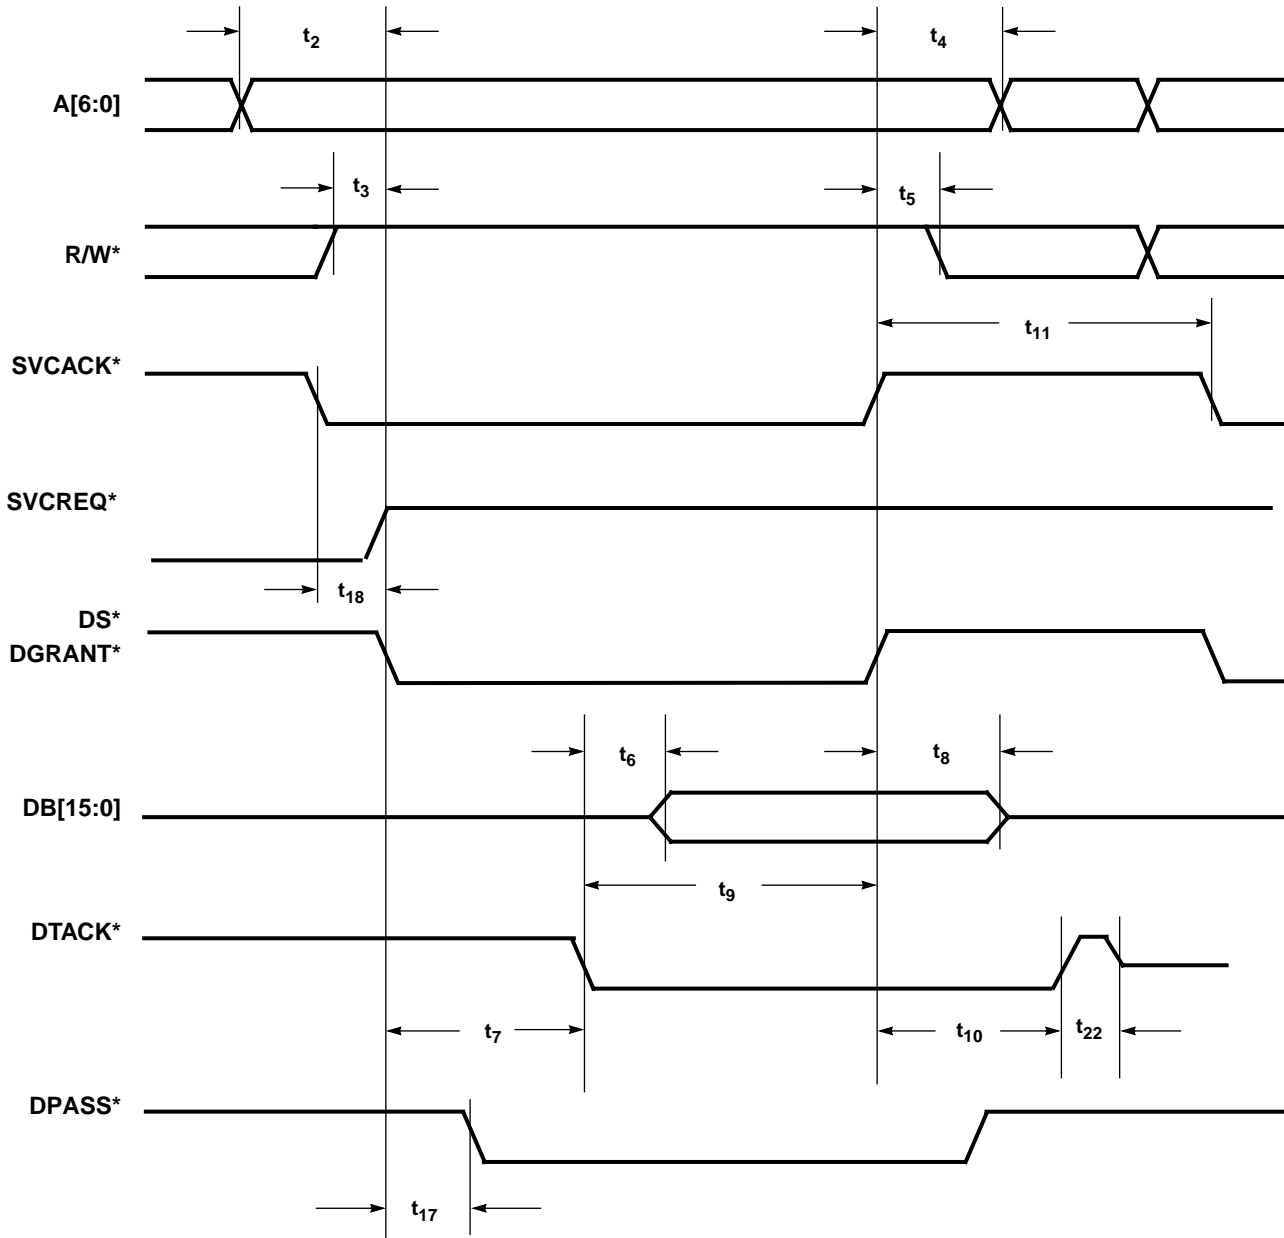 t2
t4
A[6:0]
t3
t5
R/W*
t11
SVCACK*
SVCREQ*
t18
DS*
DGRANT*
t6
t8
DB[15:0]
t9
DTACK*
t7
t10
t22
DPASS*
t17